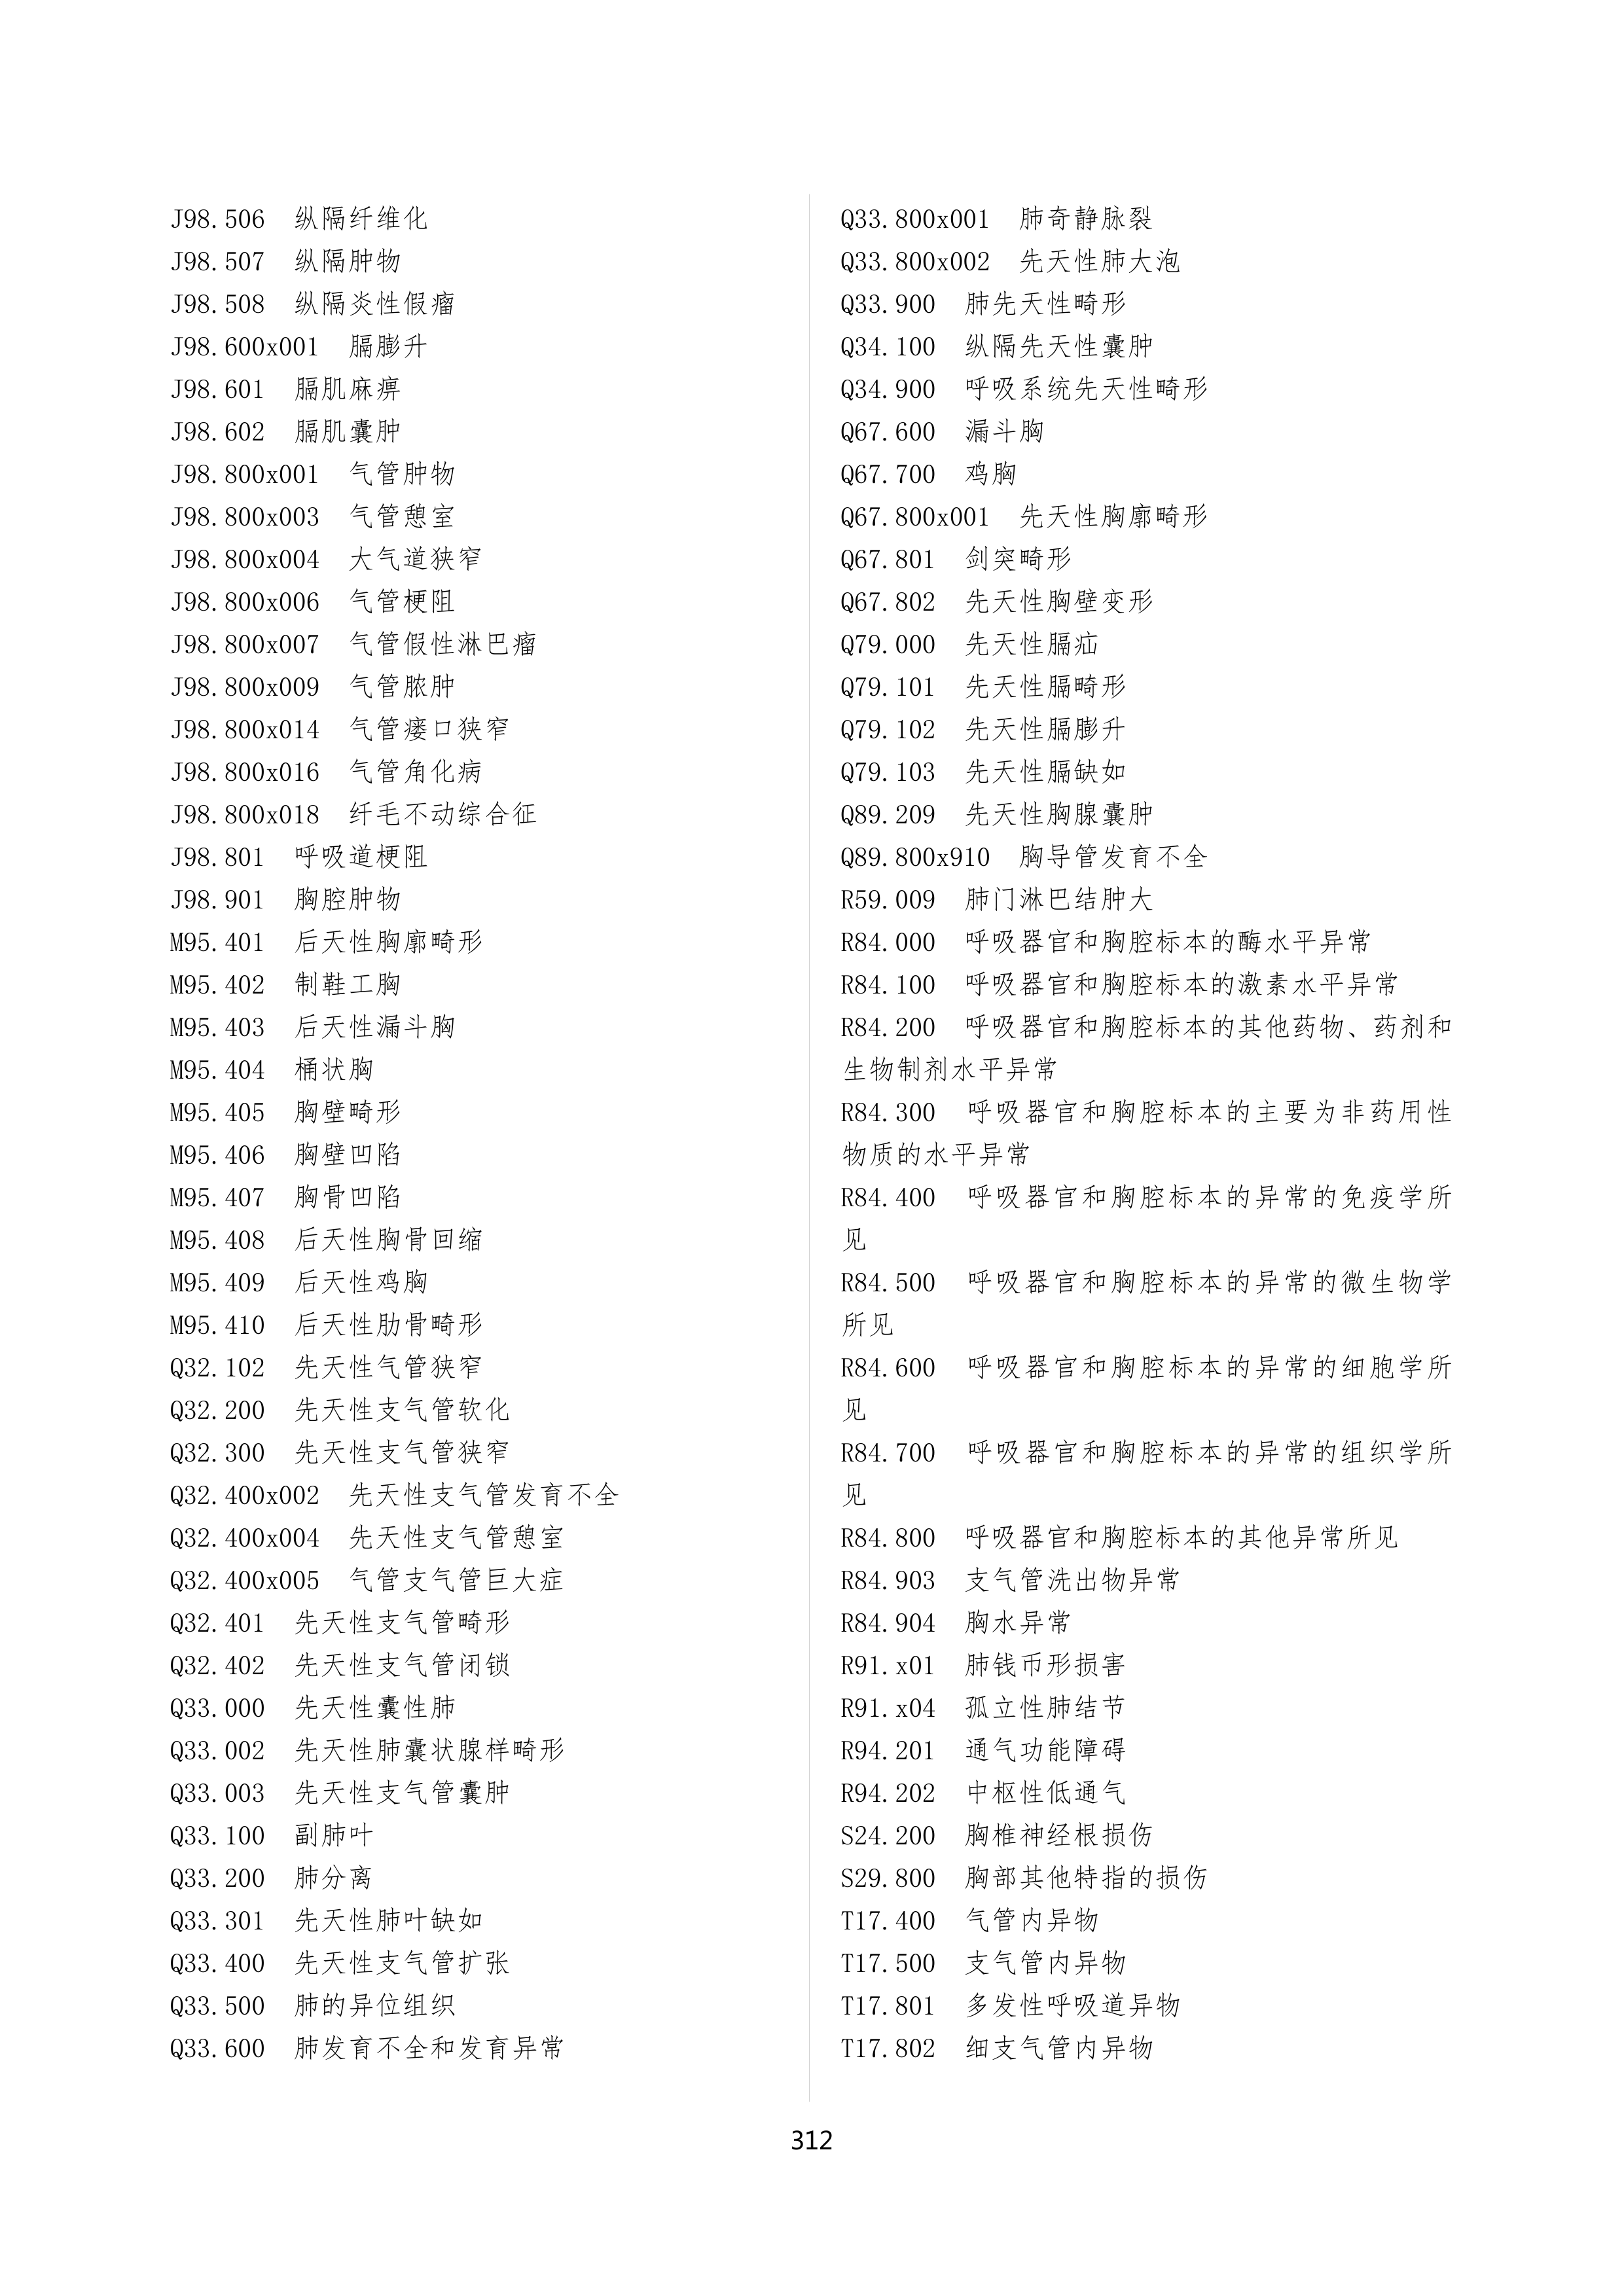 J98.506 纵隔纤维化
J98.507 纵隔肿物
J98.508 纵隔炎性假瘤
J98.600x001 膈膨升
J98.601 膈肌麻痹
J98.602 膈肌囊肿
J98.800x001 气管肿物
J98.800x003 气管憩室
J98.800x004 大气道狭窄
J98.800x006 气管梗阻
J98.800x007 气管假性淋巴瘤
J98.800x009 气管脓肿
J98.800x014 气管瘘口狭窄
J98.800x016 气管角化病
J98.800x018 纤毛不动综合征
J98.801 呼吸道梗阻
J98.901 胸腔肿物
M95.401 后天性胸廓畸形
M95.402 制鞋工胸
M95.403 后天性漏斗胸
M95.404 桶状胸
M95.405 胸壁畸形
M95.406 胸壁凹陷
M95.407 胸骨凹陷
M95.408 后天性胸骨回缩
M95.409 后天性鸡胸
M95.410 后天性肋骨畸形
Q32.102 先天性气管狭窄
Q32.200 先天性支气管软化
Q32.300 先天性支气管狭窄
Q32.400x002 先天性支气管发育不全
Q32.400x004 先天性支气管憩室
Q32.400x005 气管支气管巨大症
Q32.401 先天性支气管畸形
Q32.402 先天性支气管闭锁
Q33.000 先天性囊性肺
Q33.002 先天性肺囊状腺样畸形
Q33.003 先天性支气管囊肿
Q33.100 副肺叶
Q33.200 肺分离
Q33.301 先天性肺叶缺如
Q33.400 先天性支气管扩张
Q33.500 肺的异位组织
Q33.600 肺发育不全和发育异常
Q33.800x001 肺奇静脉裂
Q33.800x002 先天性肺大泡
Q33.900 肺先天性畸形
Q34.100 纵隔先天性囊肿
Q34.900 呼吸系统先天性畸形
Q67.600 漏斗胸
Q67.700 鸡胸
Q67.800x001 先天性胸廓畸形
Q67.801 剑突畸形
Q67.802 先天性胸壁变形
Q79.000 先天性膈疝
Q79.101 先天性膈畸形
Q79.102 先天性膈膨升
Q79.103 先天性膈缺如
Q89.209 先天性胸腺囊肿
Q89.800x910 胸导管发育不全
R59.009 肺门淋巴结肿大
R84.000 呼吸器官和胸腔标本的酶水平异常
R84.100 呼吸器官和胸腔标本的激素水平异常
R84.200 呼吸器官和胸腔标本的其他药物、药剂和
生物制剂水平异常
R84.300 呼吸器官和胸腔标本的主要为非药用性
物质的水平异常
R84.400 呼吸器官和胸腔标本的异常的免疫学所
见
R84.500 呼吸器官和胸腔标本的异常的微生物学
所见
R84.600 呼吸器官和胸腔标本的异常的细胞学所
见
R84.700 呼吸器官和胸腔标本的异常的组织学所
见
R84.800 呼吸器官和胸腔标本的其他异常所见
R84.903 支气管洗出物异常
R84.904 胸水异常
R91.x01 肺钱币形损害
R91.x04 孤立性肺结节
R94.201 通气功能障碍
R94.202 中枢性低通气
S24.200 胸椎神经根损伤
S29.800 胸部其他特指的损伤
T17.400 气管内异物
T17.500 支气管内异物
T17.801 多发性呼吸道异物
T17.802 细支气管内异物
312